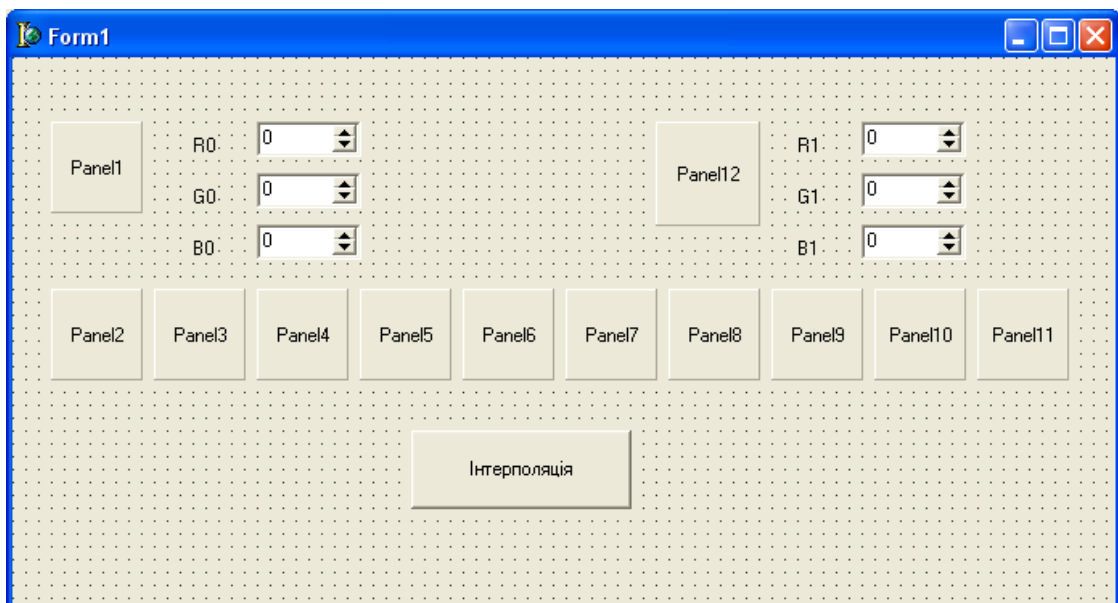 Form1
Panel1
R0
0
G0
0
B0
0
Panel12
R1
0
G1
0
B1
0
Panel2 Panel3 Panel4 Panel5 Panel6 Panel7 Panel8 Panel9 Panel10 Panel11
Інтерполяція